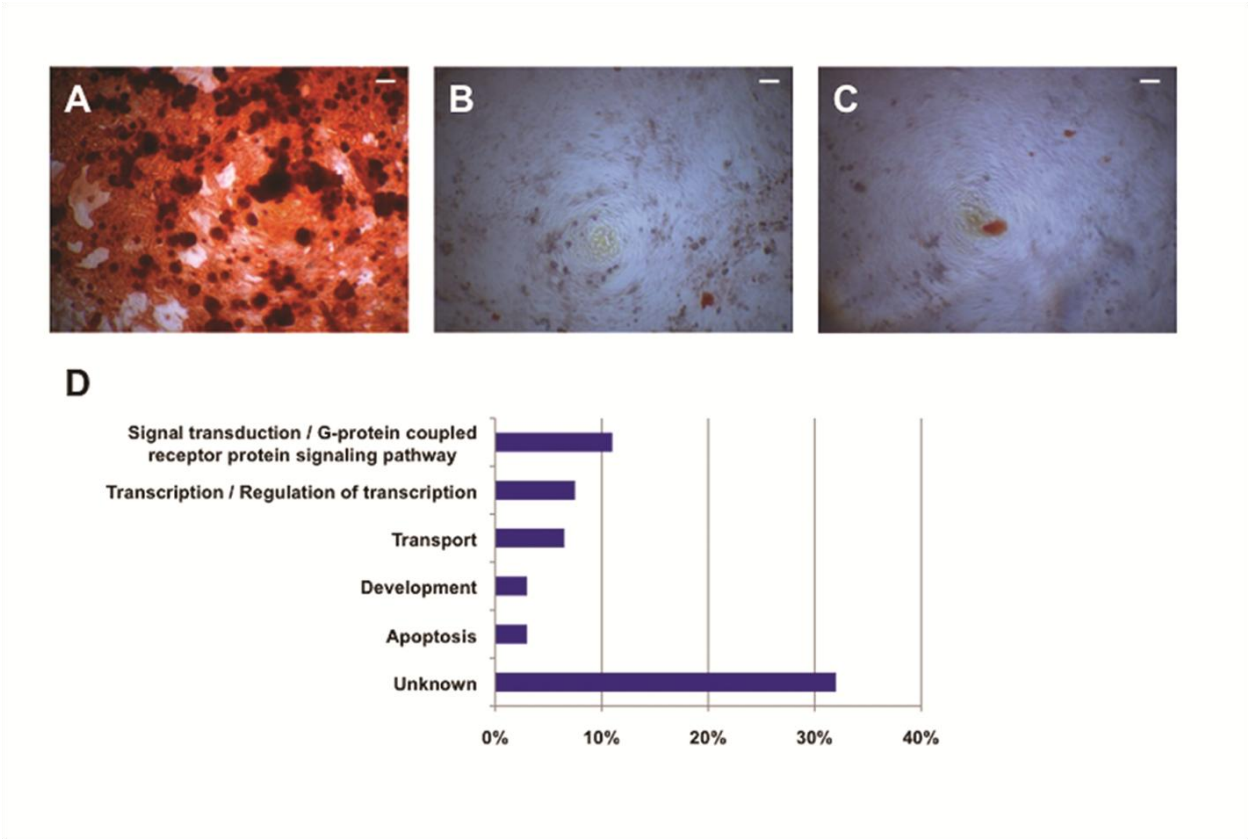 A
B
C
D
Signal transduction / G-protein coupled
receptor protein signaling pathway
Transcription / Regulation of transcription
Transport
Development
Apoptosis
Unknown
0% 10% 20% 30% 40%